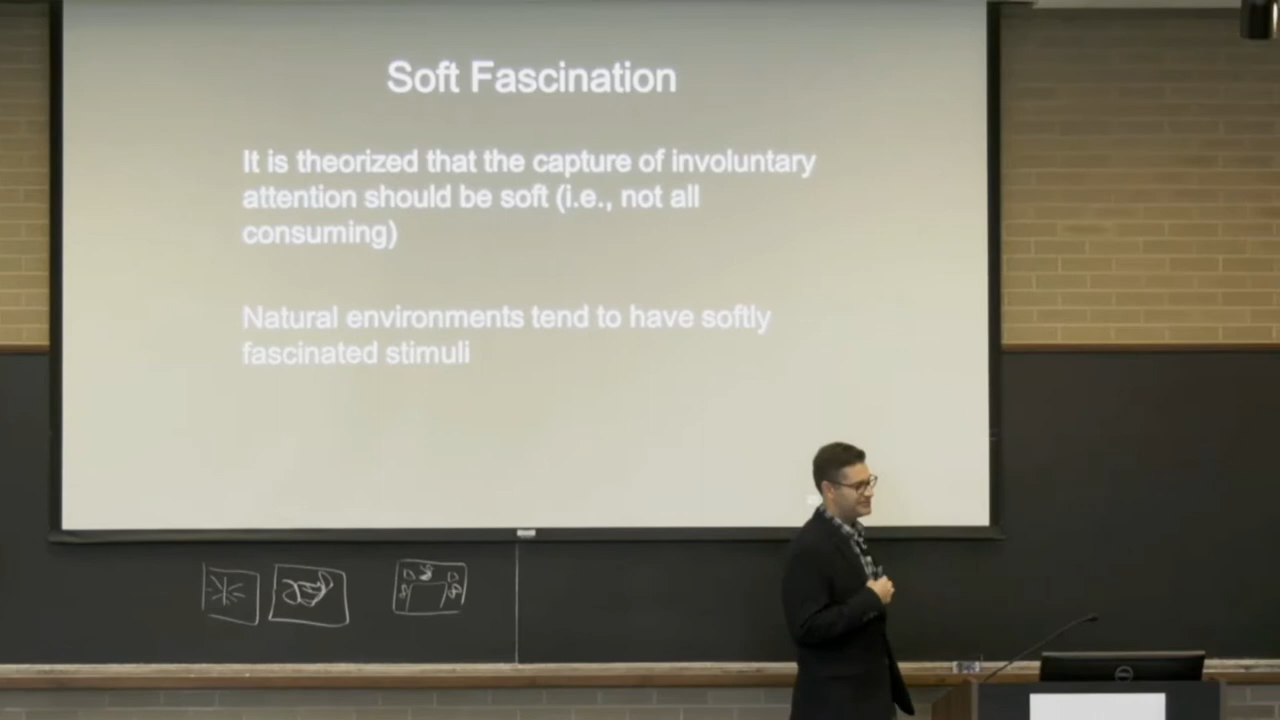 Soft Fascination
It is theorized that the capture of involuntary
attention should be soft (i.e., not all
consuming)
Natural environments tend to have softly
fascinated stimuli
DELL